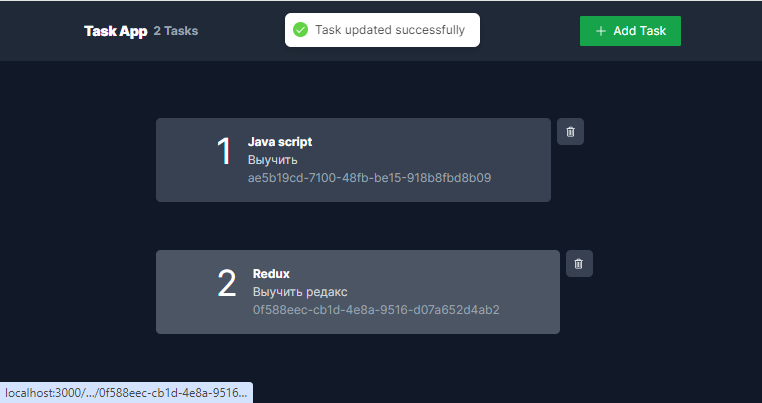 Task App 2 Tasks
Task updated successfully
+ Add Task
1
Java script
Выучить
ae5b19cd-7100-48fb-be15-918b8fbd8b09
2
Redux
Выучить редакс
0f588eec-cb1d-4e8a-9516-d07a652d4ab2
localhost:3000/.../0f588eec-cb1d-4e8a-9516...